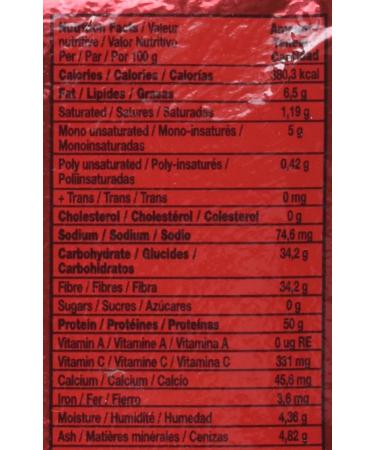 Nutrition Facts / Valeur
nutritive / Valor Nutritivo
Per / Par / Por 100 g
Cantidad
Calories / Calories / Calorías 380,3 kcal
Fat / Lipides / Grasas 6,5 g
Saturated / Satures / Saturadas 1,19 g
Mono unsaturated / Mono-insaturés / 5 g
Monoinsaturadas
Poly unsaturated / Poly-insaturés / 0,42 g
Poliinsaturadas
+ Trans / Trans / Trans 0 mg
Cholesterol / Cholestérol / Colesterol 0 g
Sodium / Sodium / Sodio 74,6 mg
Carbohydrate / Glucides / 34,2 g
Carbohidratos
Fibre / Fibres / Fibra 34,2 g
Sugars / Sucres / Azúcares 0 g
Protein / Protéines / Proteínas 50 g
Vitamin A / Vitamine A / Vitamina A 0 ug RE
Vitamin C / Vitamine C / Vitamina C 331 mg
Calcium / Calcium / Calcio 45,6 mg
Iron / Fer / Fierro 3,6 mg
Moisture / Humidité / Humedad 4,36 g
Ash / Matières minérales / Cenizas 4,82 g